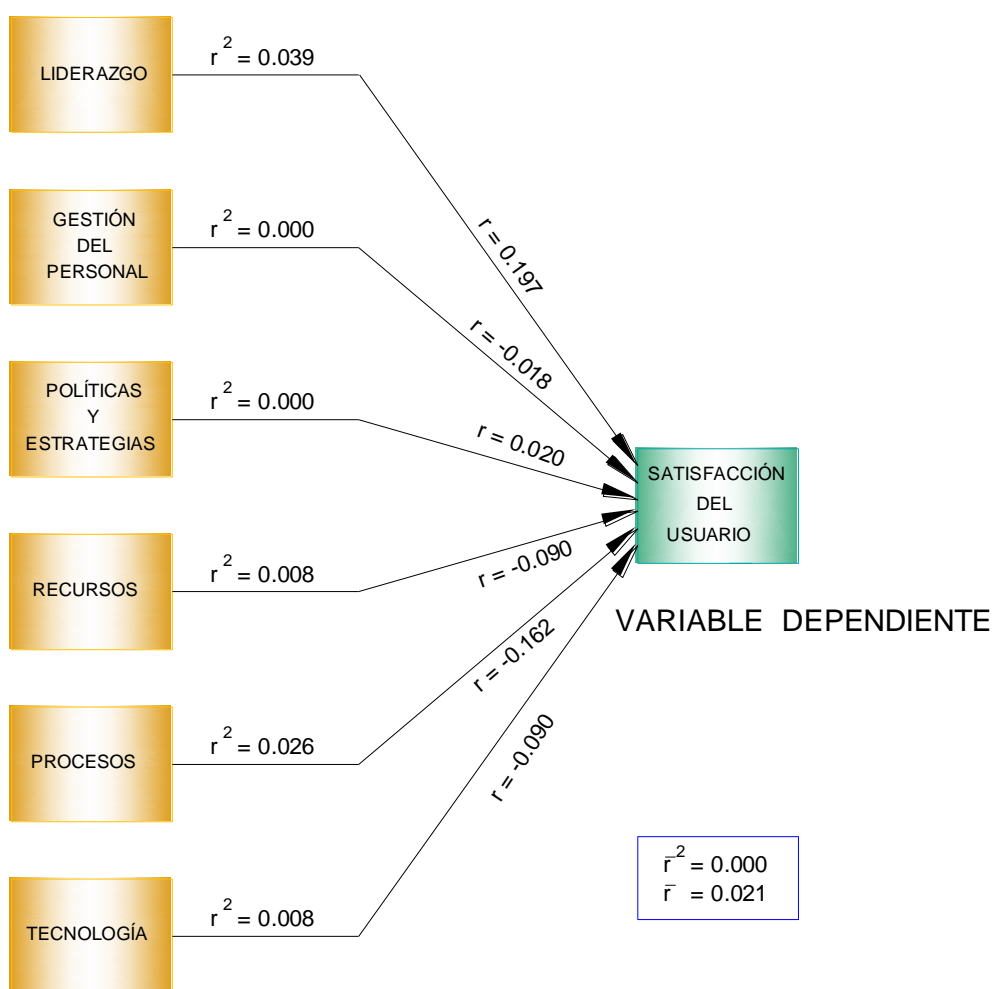 LIDERAZGO
r² = 0.039
r = 0.197
GESTIÓN
DEL
PERSONAL
r² = 0.000
r = -0.018
POLÍTICAS
Y
ESTRATEGIAS
r² = 0.000
r = 0.020
RECURSOS
r² = 0.008
r = -0.090
PROCESOS
r² = 0.026
r = -0.162
TECNOLOGÍA
r² = 0.008
r = -0.090
SATISFACCIÓN
DEL
USUARIO
VARIABLE DEPENDIENTE
r̄² = 0.000
r̄ = 0.021